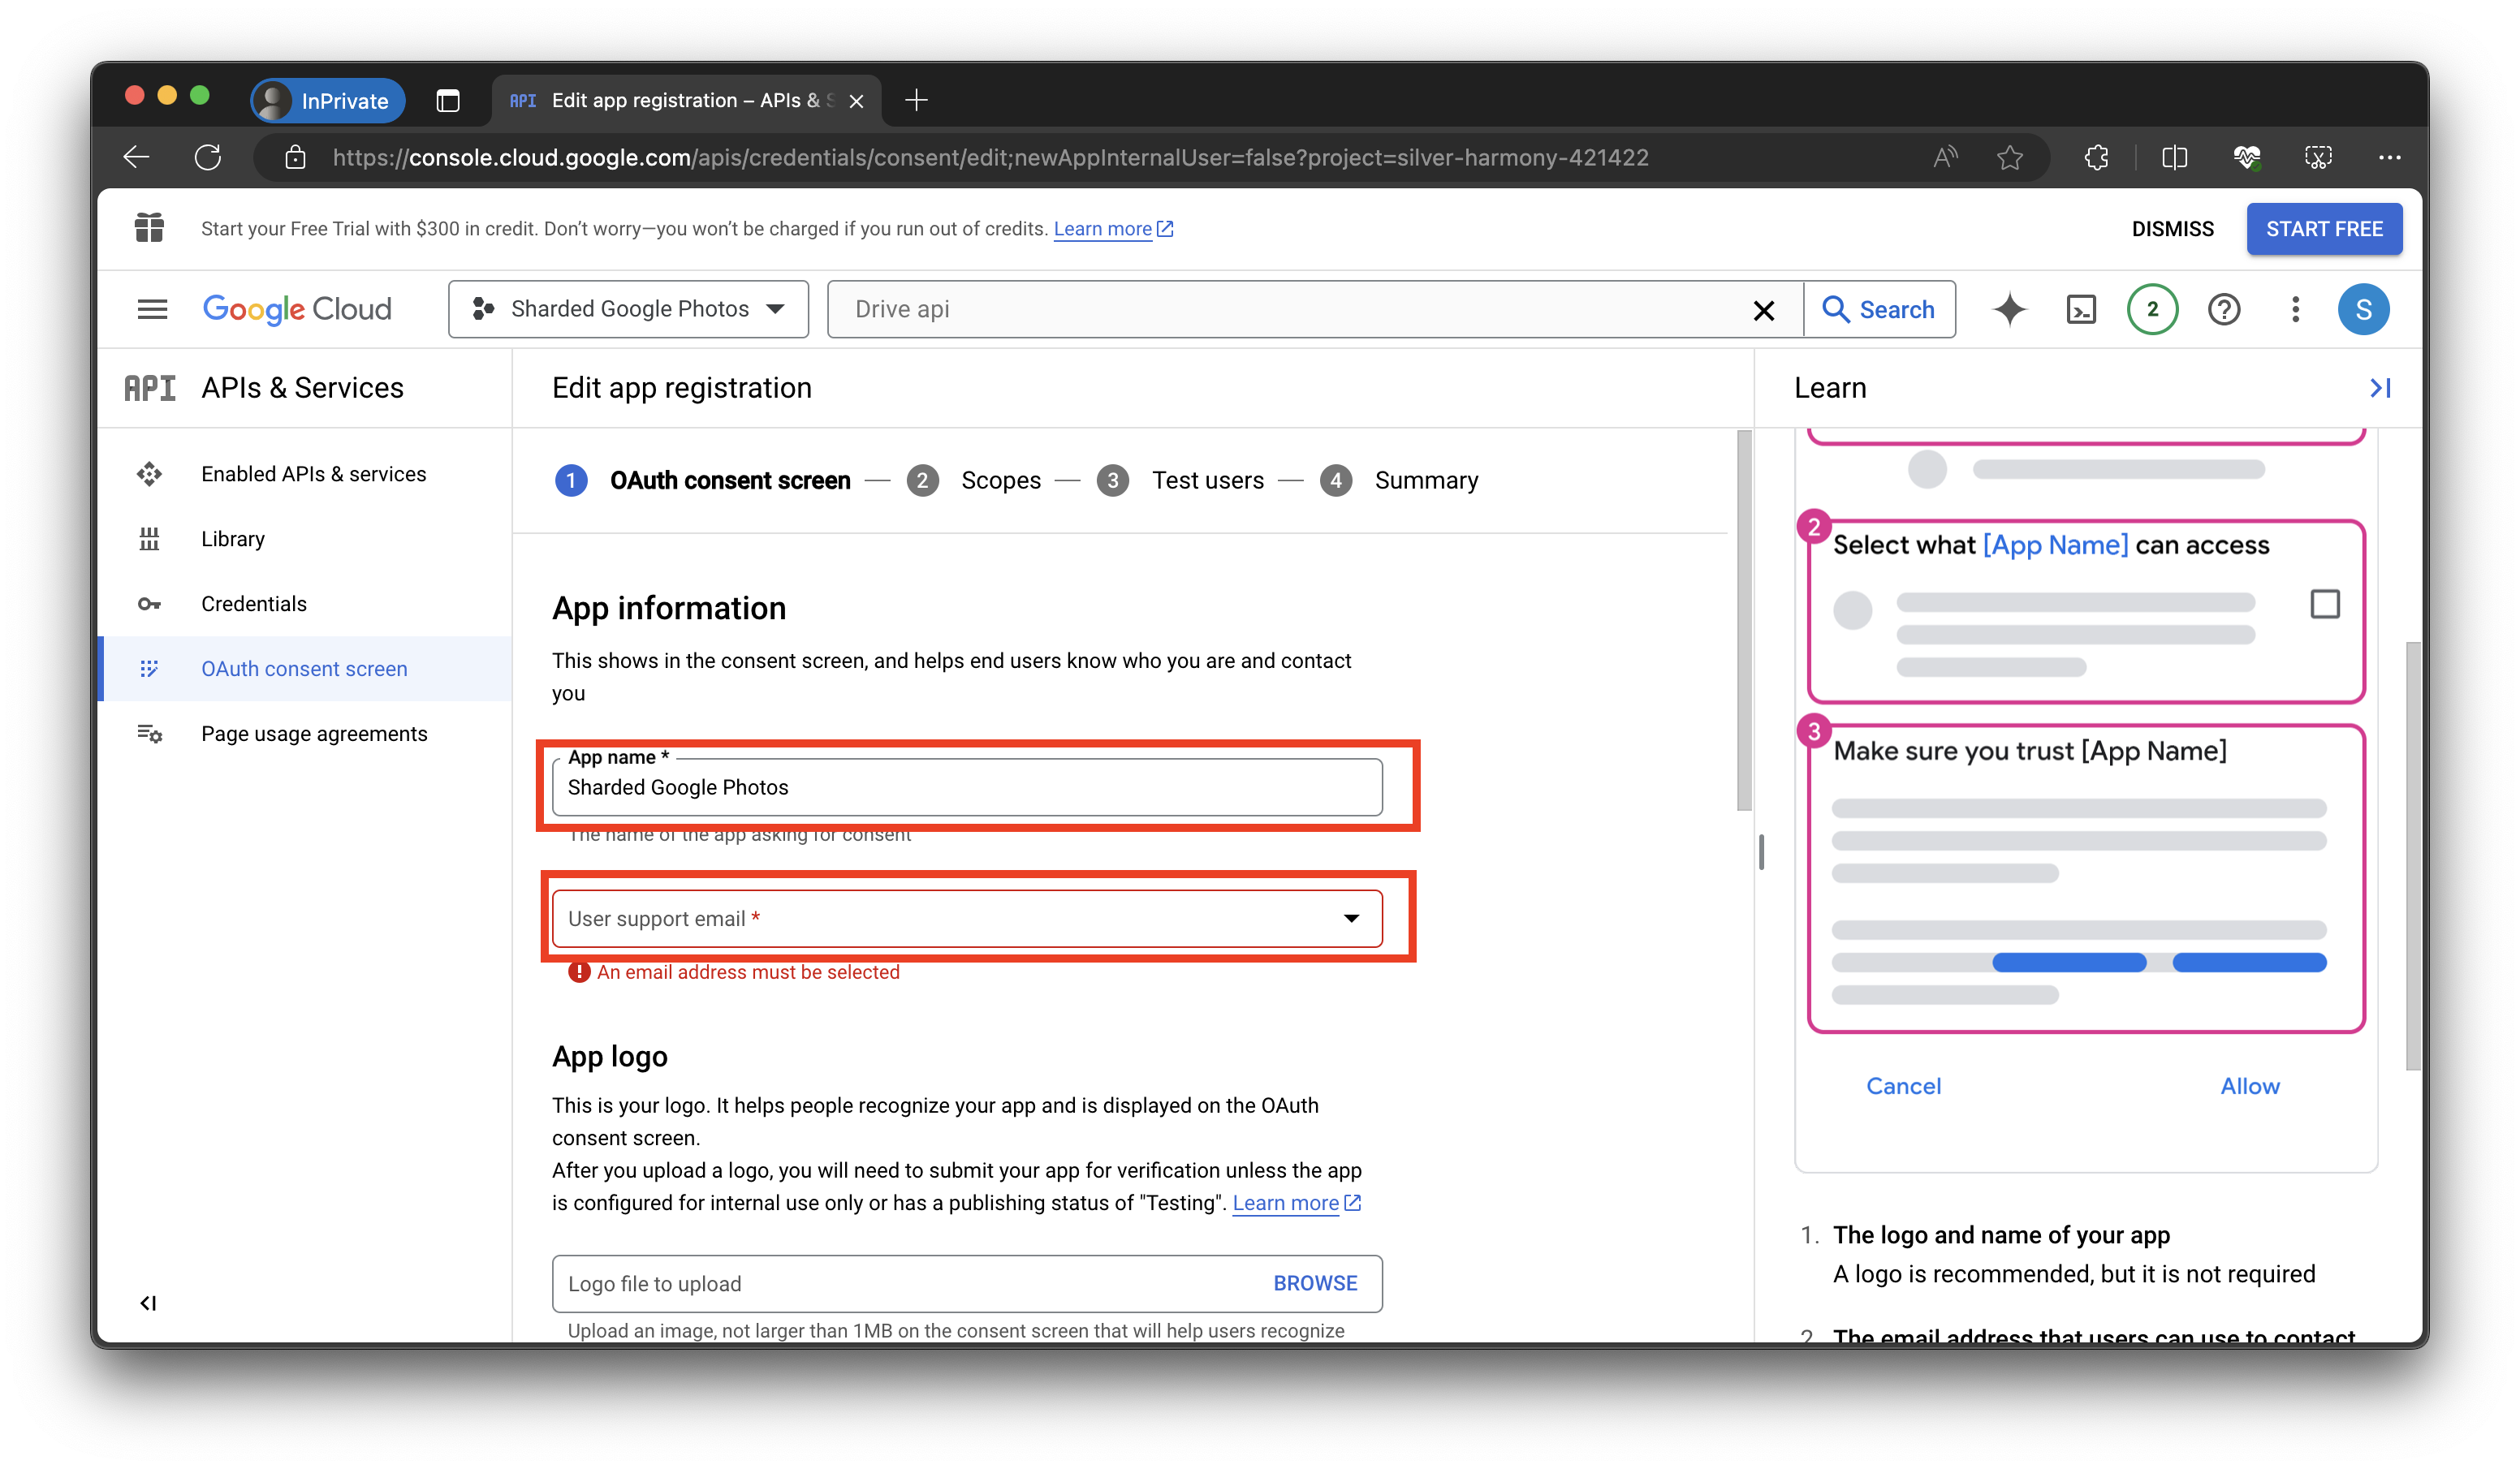 InPrivate
API Edit app registration – APIs & S
https://console.cloud.google.com/apis/credentials/consent/edit;newAppInternalUser=false?project=silver-harmony-421422
Start your Free Trial with $300 in credit. Don’t worry—you won’t be charged if you run out of credits. Learn more
DISMISS
START FREE
Google Cloud
Sharded Google Photos
Drive api
Search
2
S
API APIs & Services
Enabled APIs & services
Library
Credentials
OAuth consent screen
Page usage agreements
Edit app registration
1 OAuth consent screen — 2 Scopes — 3 Test users — 4 Summary
App information
This shows in the consent screen, and helps end users know who you are and contact
you
App name *
Sharded Google Photos
The name of the app asking for consent
User support email *
An email address must be selected
App logo
This is your logo. It helps people recognize your app and is displayed on the OAuth
consent screen.
After you upload a logo, you will need to submit your app for verification unless the app
is configured for internal use only or has a publishing status of "Testing". Learn more
Logo file to upload
BROWSE
Upload an image, not larger than 1MB on the consent screen that will help users recognize
Learn
2
Select what [App Name] can access
3
Make sure you trust [App Name]
Cancel
Allow
1. The logo and name of your app
A logo is recommended, but it is not required
2. The email address that users can use to contact